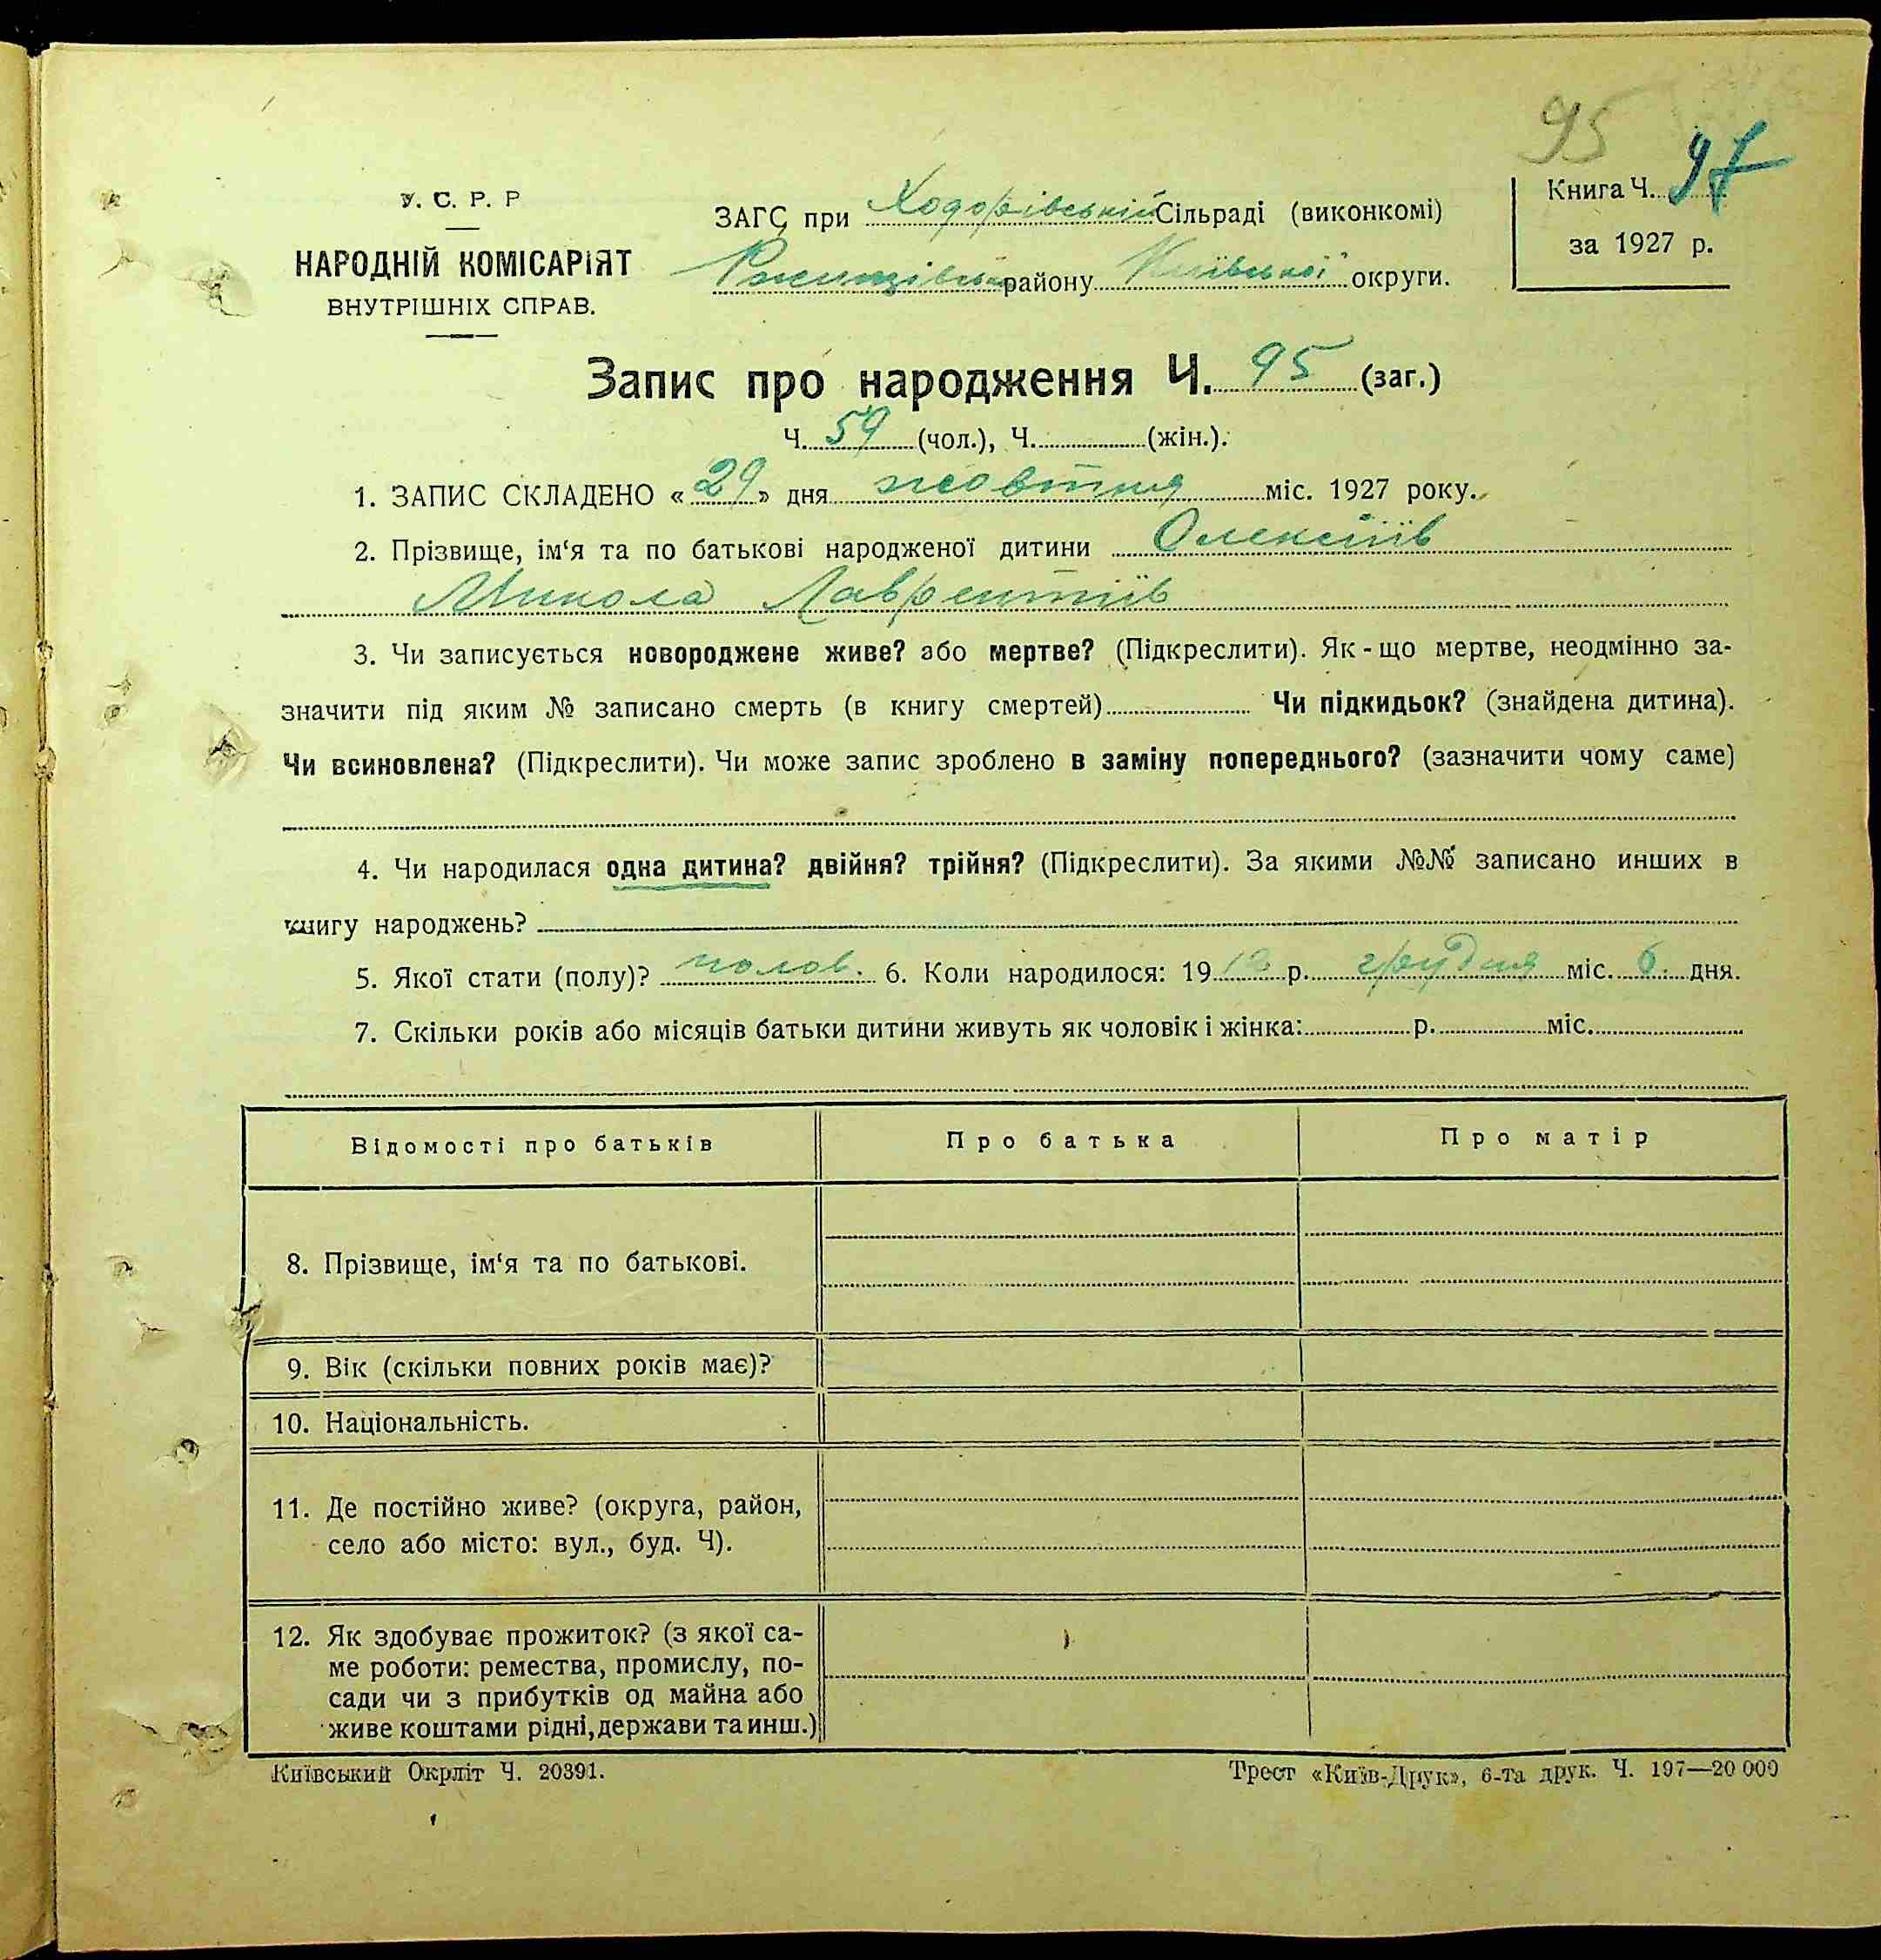 95
97
У. С. Р. Р
НАРОДНІЙ КОМІСАРІЯТ
ВНУТРІШНІХ СПРАВ.
ЗАГС при Ходорівській Сільраді (виконкомі)
району Київської округи.
Книга Ч.
за 1927 р.
Запис про народження Ч. 95 (заг.)
Ч. 59 (чол.), Ч. (жін.).
1. ЗАПИС СКЛАДЕНО «29» дня жовтня міс. 1927 року.
2. Прізвище, ім‘я та по батькові народженої дитини Олексіїв
Микола Лаврентіїв
3. Чи записується новороджене живе? або мертве? (Підкреслити). Як-що мертве, неодмінно за-
значити під яким № записано смерть (в книгу смертей) Чи підкидьок? (знайдена дитина).
Чи всиновлена? (Підкреслити). Чи може запис зроблено в заміну попереднього? (зазначити чому саме)
4. Чи народилася одна дитина? двійня? трійня? (Підкреслити). За якими №№ записано инших в
книгу народжень?
5. Якої стати (полу)? чолов. 6. Коли народилося: 19 р. грудня міс. 6. дня.
7. Скільки років або місяців батьки дитини живуть як чоловік і жінка: р. міс.
Відомості про батьків
Про батька
Про матір
8. Прізвище, ім‘я та по батькові.
9. Вік (скільки повних років має)?
10. Національність.
11. Де постійно живе? (округа, район,
село або місто: вул., буд. Ч).
12. Як здобуває прожиток? (з якої са-
ме роботи: ремества, промислу, по-
сади чи з прибутків од майна або
живе коштами рідні, держави та инш.)
Київський Окрліт Ч. 20391.
Трест «Київ-Друк», 6-та друк. Ч. 197—20 000